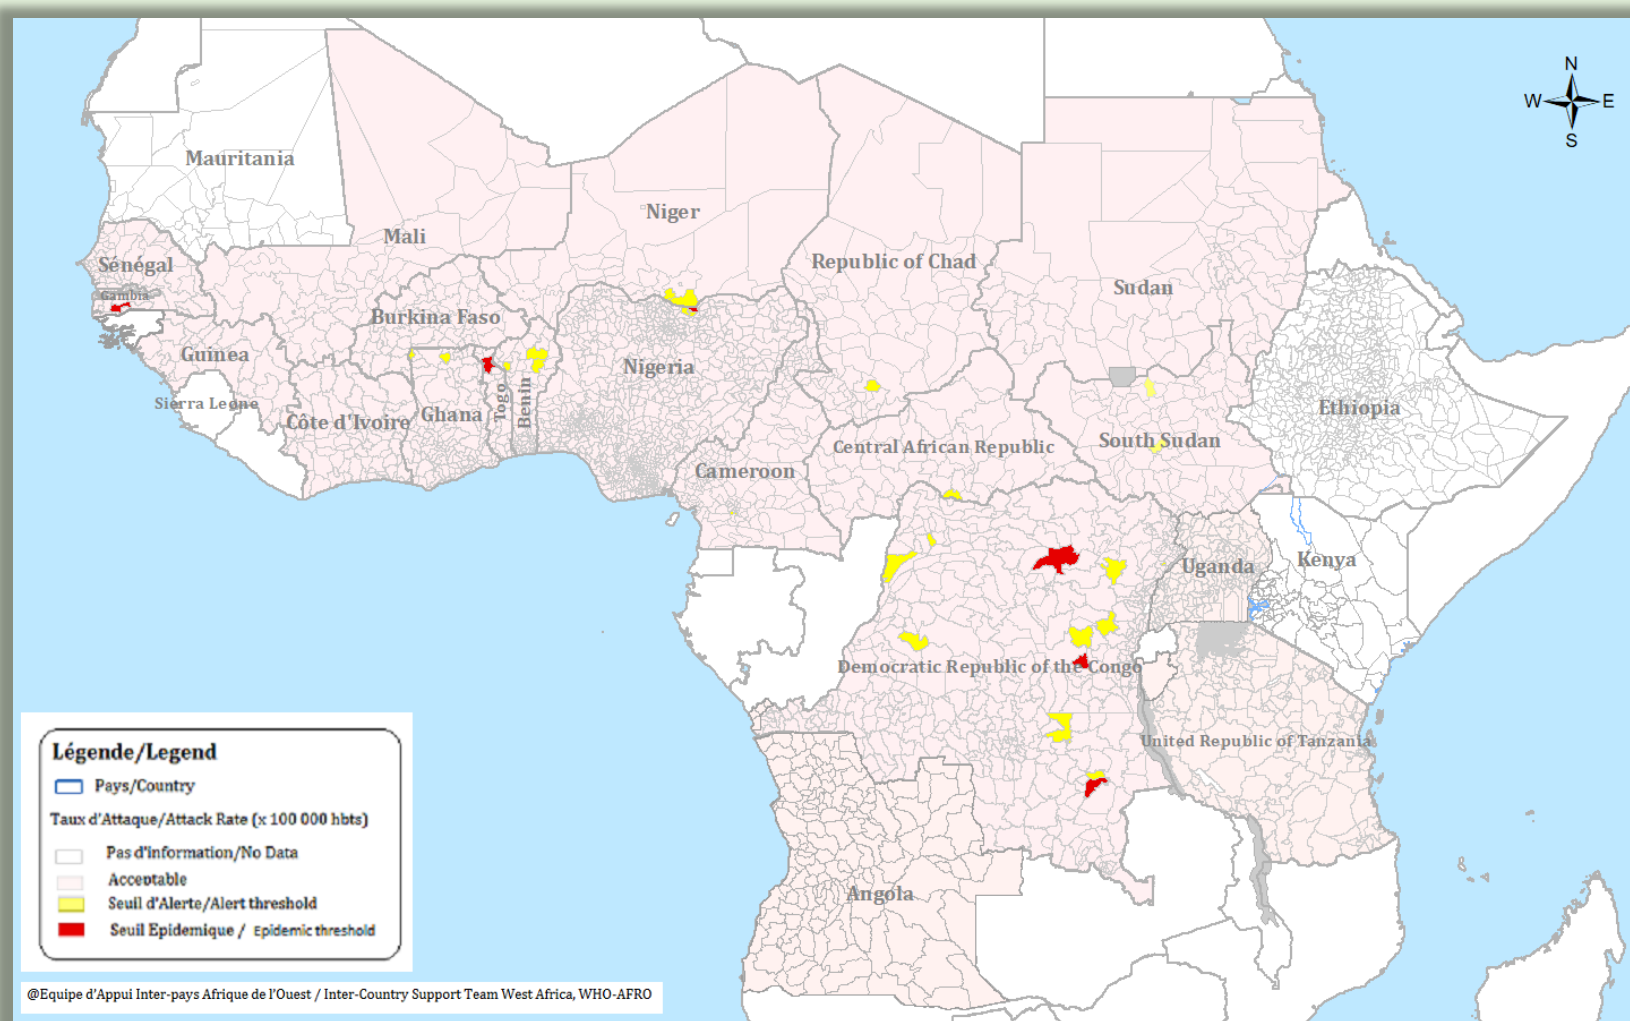 N
W
E
S
Mauritania
Niger
Mali
Sénégal
Republic of Chad
Sudan
Gambia
Burkina Faso
Guinea
Nigeria
Sierra Leone
Côte d'Ivoire
Ghana
Togo
Benin
Ethiopia
Central African Republic
South Sudan
Cameroon
Uganda
Kenya
Democratic Republic of the Congo
United Republic of Tanzania
Angola
Légende/Legend
Pays/Country
Taux d'Attaque/Attack Rate (x 100 000 hbts)
Pas d'information/No Data
Acceptable
Seuil d'Alerte/Alert threshold
Seuil Epidemique / Epidemic threshold
@Equipe d'Appui Inter-pays Afrique de l'Ouest / Inter-Country Support Team West Africa, WHO-AFRO